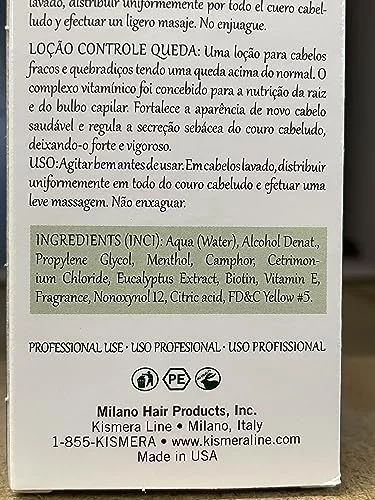 lavado, distribuir uniformemente por todo el cuero cabel-
ludo y efectuar un ligero masaje. No enjuague.
LOÇÃO CONTROLE QUEDA: Uma loção para cabelos
fracos e quebradiços tendo uma queda acima do normal. O
complexo vitamínico foi concebido para a nutrição da raiz
e do bulbo capilar. Fortalece a aparência de novo cabelo
saudável e regula a secreção sebácea do couro cabeludo,
deixando-o forte e vigoroso.
USO: Agitar bem antes de usar. Em cabelos lavado, distribuir
uniformemente em todo do couro cabeludo e efetuar uma
leve massagem. Não enxaguar.
INGREDIENTS (INCI): Aqua (Water), Alcohol Denat.,
Propylene Glycol, Menthol, Camphor, Cetrimon-
ium Chloride, Eucalyptus Extract, Biotin, Vitamin E,
Fragrance, Nonoxynol 12, Citric acid, FD&C Yellow #5.
PROFESSIONAL USE · USO PROFESIONAL · USO PROFISSIONAL
PE
Milano Hair Products, Inc.
Kismera Line • Milano, Italy
1-855-KISMERA • www.kismeraline.com
Made in USA